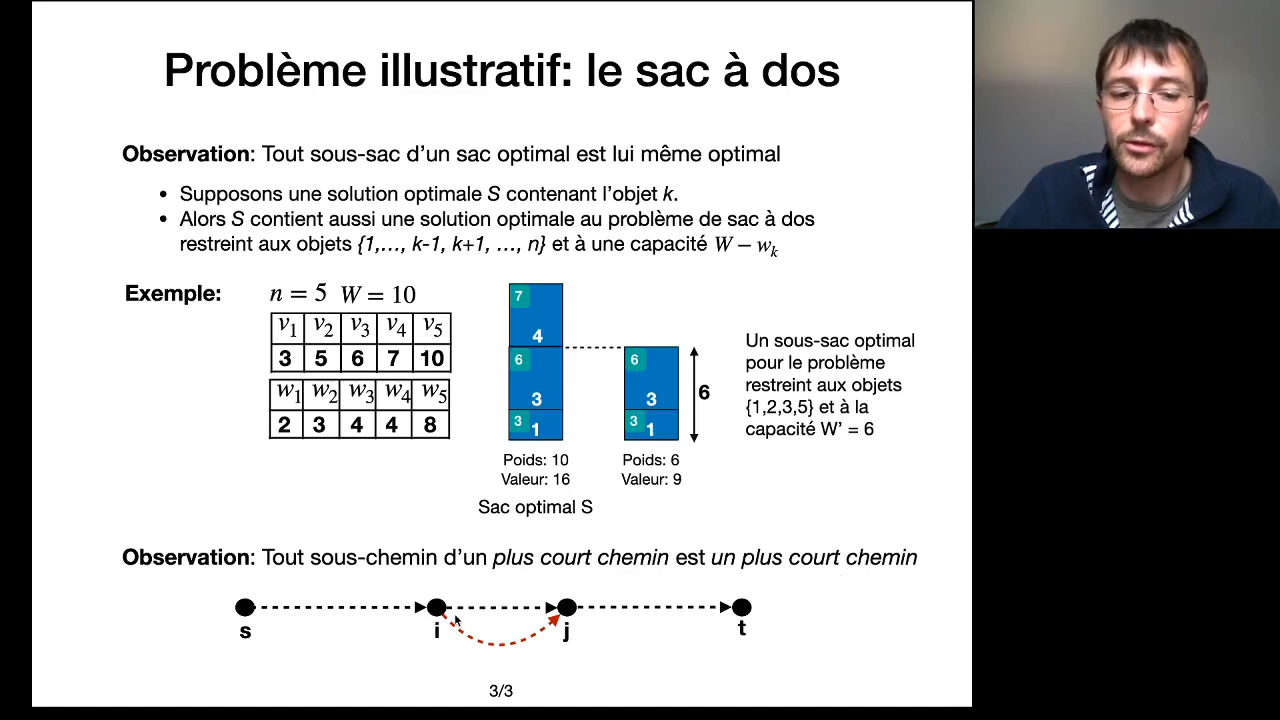 Problème illustratif: le sac à dos
Observation: Tout sous-sac d'un sac optimal est lui même optimal
• Supposons une solution optimale S contenant l'objet k.
• Alors S contient aussi une solution optimale au problème de sac à dos
restreint aux objets {1,…, k-1, k+1, …, n} et à une capacité W − wk
Exemple: n = 5 W = 10
v1 v2 v3 v4 v5
3 5 6 7 10
w1 w2 w3 w4 w5
2 3 4 4 8
7
4
6
3
3
1
Poids: 10
Valeur: 16
Sac optimal S
6
3
3
1
6
Poids: 6
Valeur: 9
Un sous-sac optimal
pour le problème
restreint aux objets
{1,2,3,5} et à la
capacité W' = 6
Observation: Tout sous-chemin d'un plus court chemin est un plus court chemin
s i j t
3/3